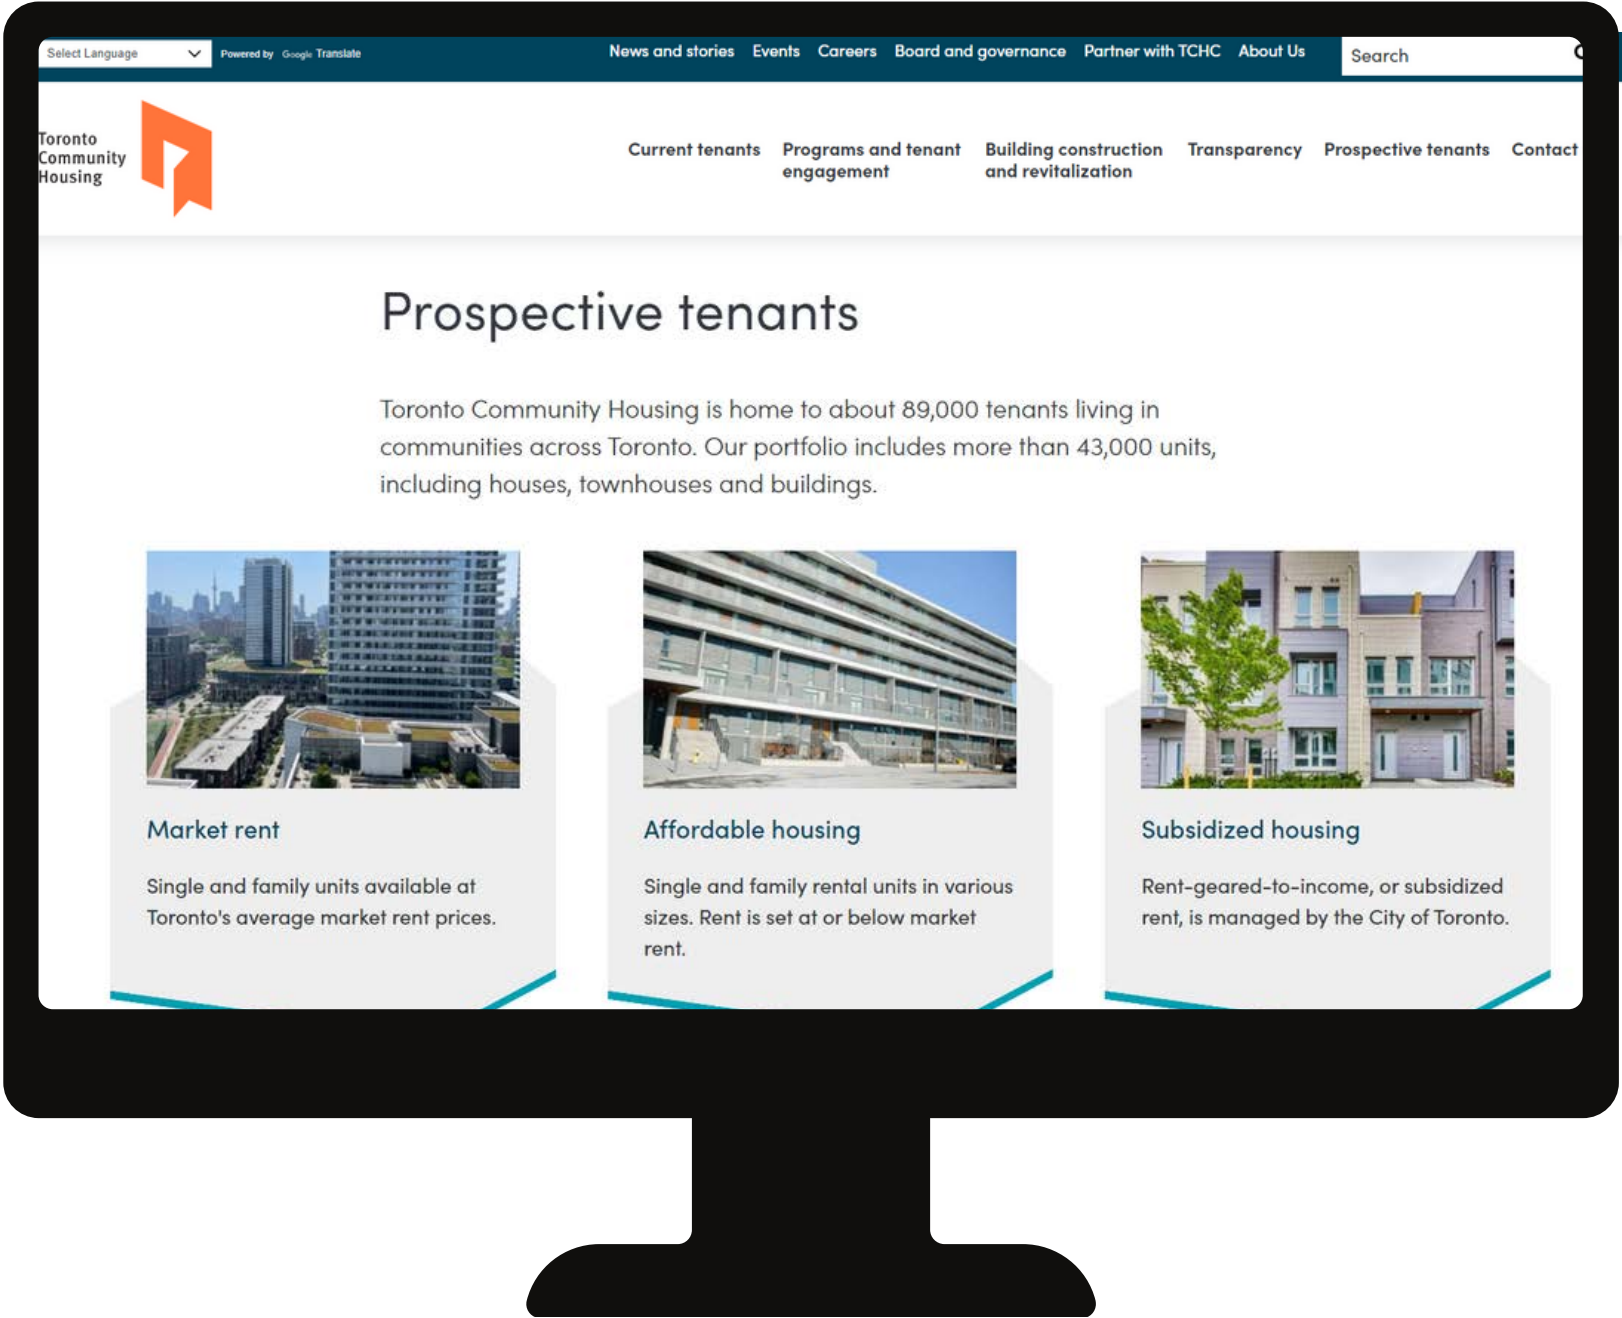 Select Language
Powered by Google Translate
News and stories Events Careers Board and governance Partner with TCHC About Us
Search
Toronto
Community
Housing
Current tenants
Programs and tenant
engagement
Building construction
and revitalization
Transparency
Prospective tenants
Contact
Prospective tenants
Toronto Community Housing is home to about 89,000 tenants living in
communities across Toronto. Our portfolio includes more than 43,000 units,
including houses, townhouses and buildings.
Market rent
Single and family units available at
Toronto's average market rent prices.
Affordable housing
Single and family rental units in various
sizes. Rent is set at or below market
rent.
Subsidized housing
Rent-geared-to-income, or subsidized
rent, is managed by the City of Toronto.